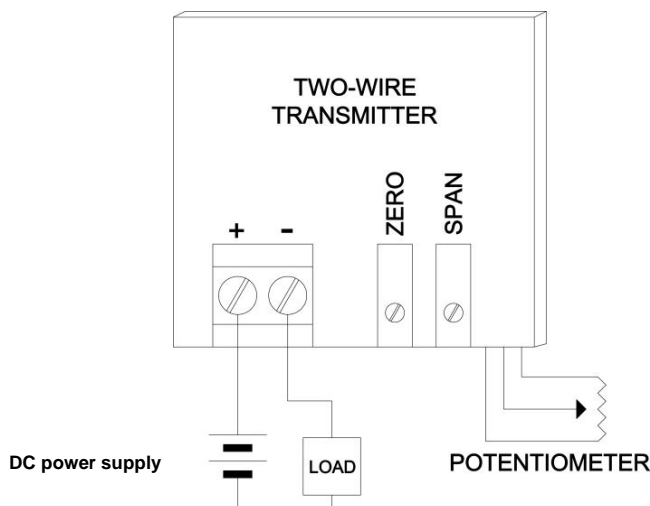 TWO-WIRE
TRANSMITTER
ZERO
SPAN
+ -
DC power supply
LOAD
POTENTIOMETER